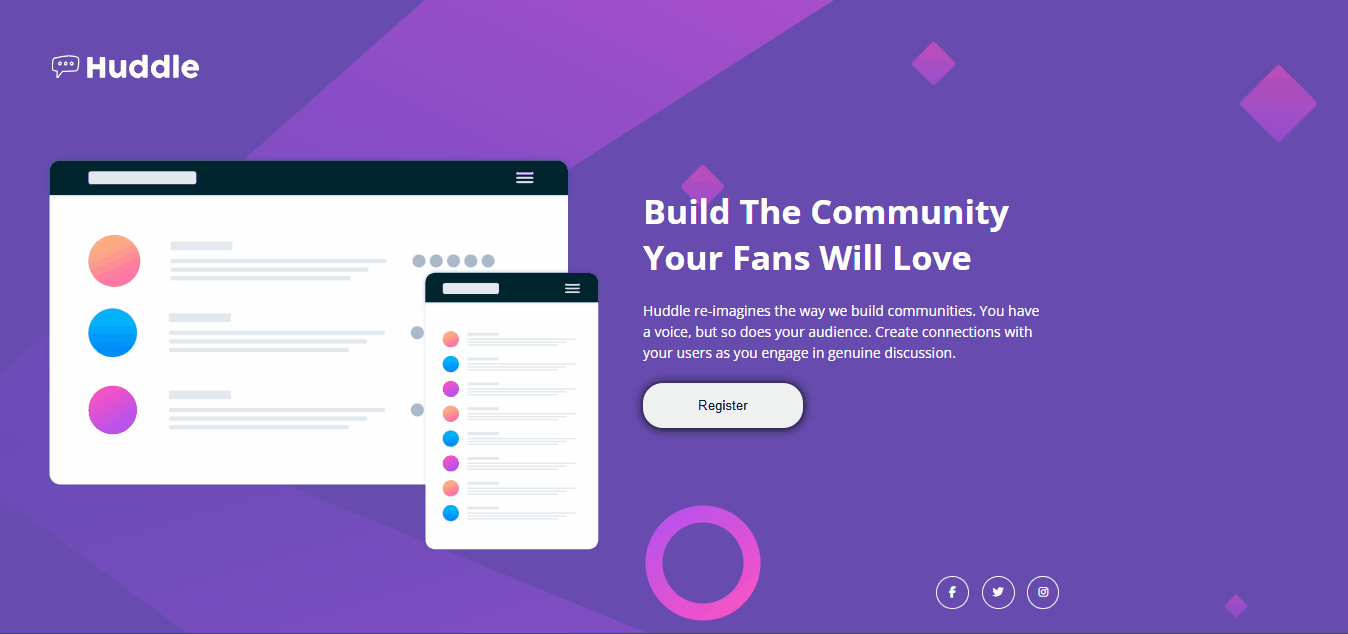 Huddle
Build The Community
Your Fans Will Love
Huddle re-imagines the way we build communities. You have
a voice, but so does your audience. Create connections with
your users as you engage in genuine discussion.
Register